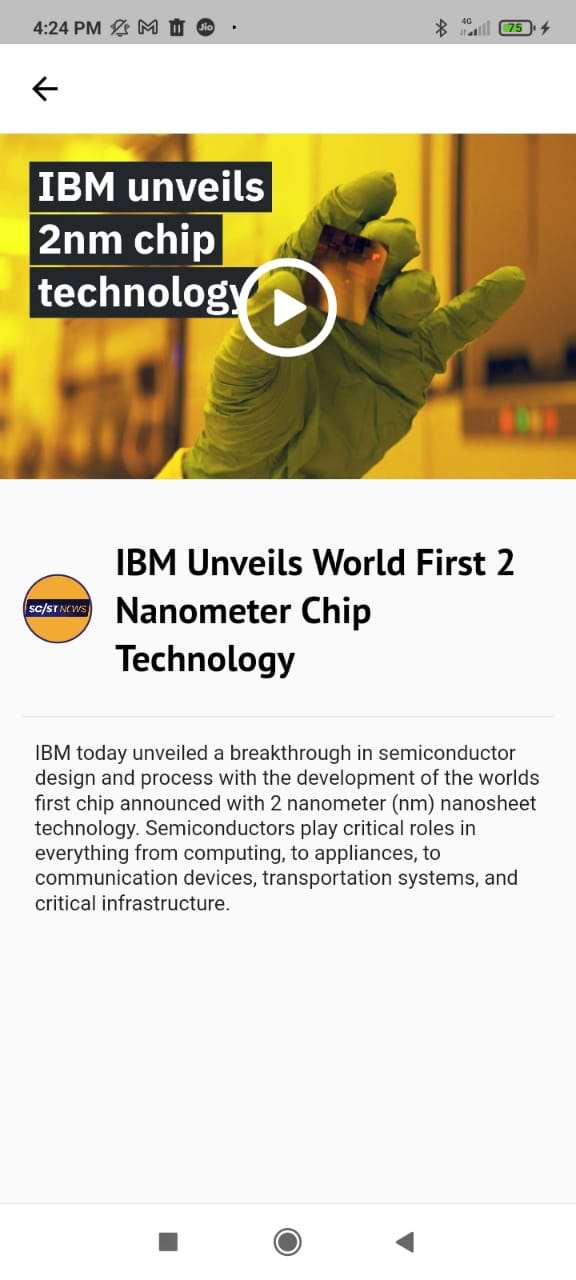 4:24 PM
Jio
4G
75
IBM unveils
2nm chip
technology
SC/ST NEWS
IBM Unveils World First 2
Nanometer Chip
Technology
IBM today unveiled a breakthrough in semiconductor
design and process with the development of the worlds
first chip announced with 2 nanometer (nm) nanosheet
technology. Semiconductors play critical roles in
everything from computing, to appliances, to
communication devices, transportation systems, and
critical infrastructure.